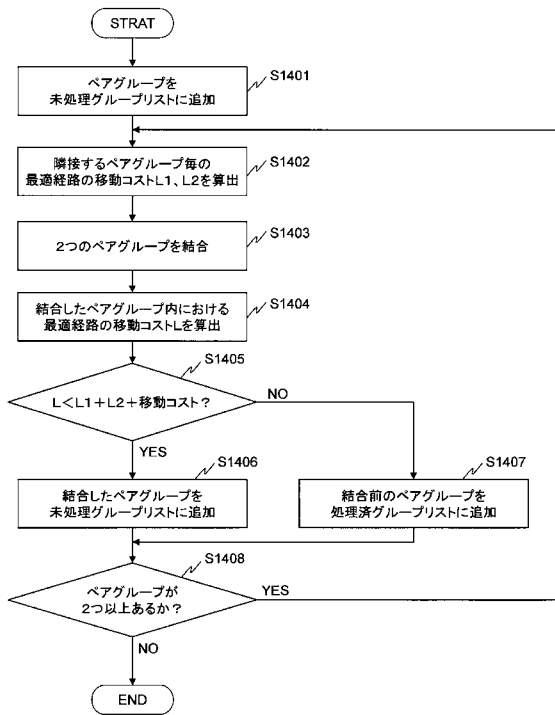 STRAT
S1401
ペアグループを
未処理グループリストに追加
S1402
隣接するペアグループ毎の
最適経路の移動コストL1、L2を算出
S1403
2つのペアグループを結合
S1404
結合したペアグループ内における
最適経路の移動コストLを算出
S1405
L<L1+L2+移動コスト?
NO
YES
S1406
結合したペアグループを
未処理グループリストに追加
S1407
結合前のペアグループを
処理済グループリストに追加
S1408
ペアグループが
2つ以上あるか?
YES
NO
END